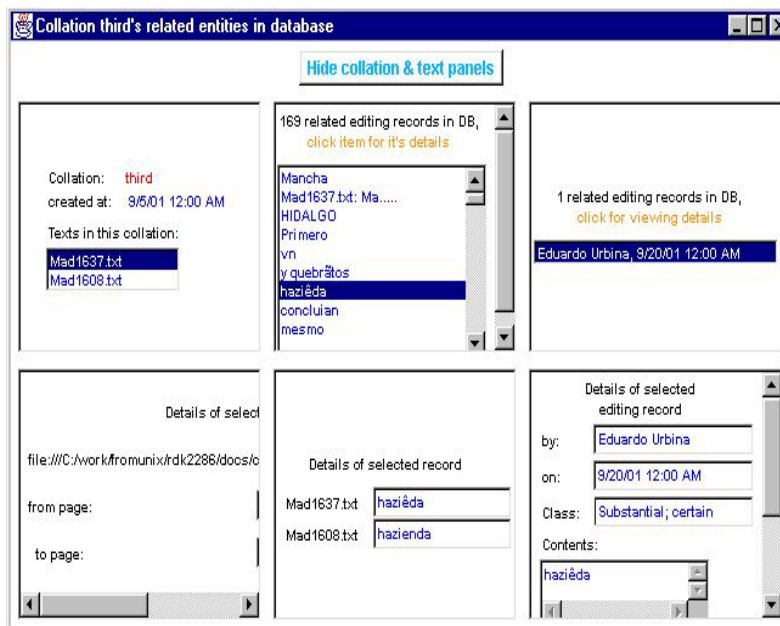 Collation third's related entities in database
Hide collation & text panels
Collation: third
created at: 9/5/01 12:00 AM
Texts in this collation:
Mad1637.txt
Mad1608.txt
169 related editing records in DB,
click item for it's details
Mancha
Mad1637.txt: Ma.....
HIDALGO
Primero
vn
y quebrãtos
haziêda
concluian
mesmo
1 related editing records in DB,
click for viewing details
Eduardo Urbina, 9/20/01 12:00 AM
Details of select
file:///C:/work/fromunix/rdk2286/docs/c
from page:
to page:
Details of selected record
Mad1637.txt haziêda
Mad1608.txt hazienda
Details of selected
editing record
by: Eduardo Urbina
on: 9/20/01 12:00 AM
Class: Substantial; certain
Contents:
haziêda